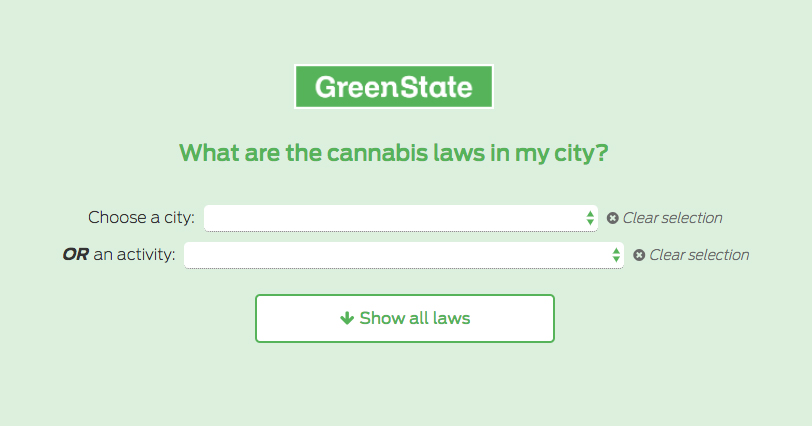 GreenState
What are the cannabis laws in my city?
Choose a city: Clear selection
OR an activity: Clear selection
Show all laws